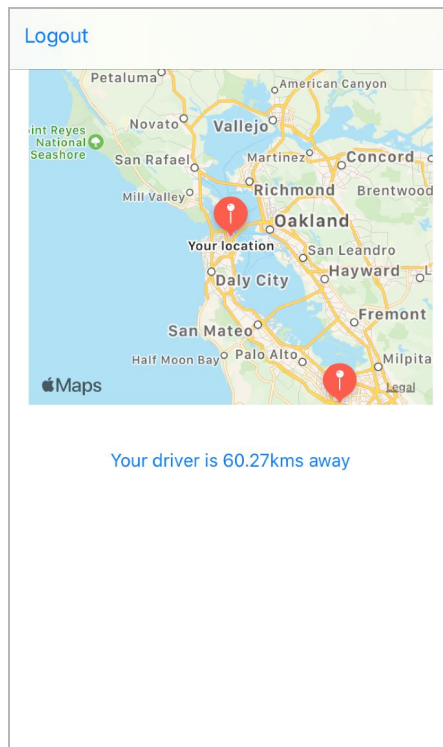 Logout
Petaluma
American Canyon
Novato
Vallejo
int Reyes
National
Seashore
San Rafael
Martinez
Concord
Mill Valley
Richmond
Brentwood
Oakland
Your location
San Leandro
Daly City
Hayward
L
Fremont
San Mateo
Half Moon Bay
Palo Alto
Milpita
Maps
Legal
Your driver is 60.27kms away